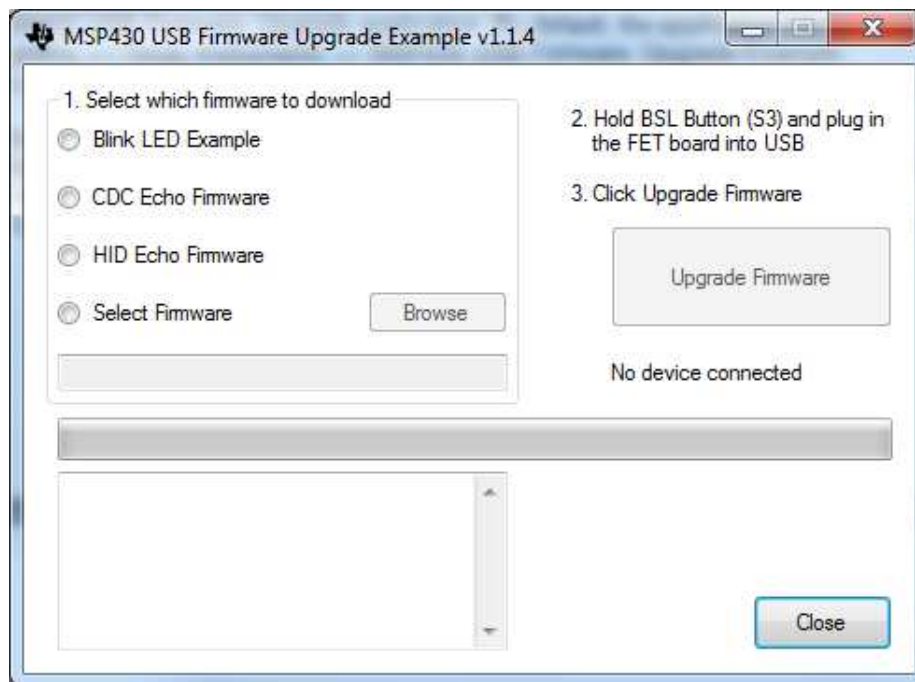 MSP430 USB Firmware Upgrade Example v1.1.4
1. Select which firmware to download
Blink LED Example
CDC Echo Firmware
HID Echo Firmware
Select Firmware
Browse
2. Hold BSL Button (S3) and plug in
the FET board into USB
3. Click Upgrade Firmware
Upgrade Firmware
No device connected
Close